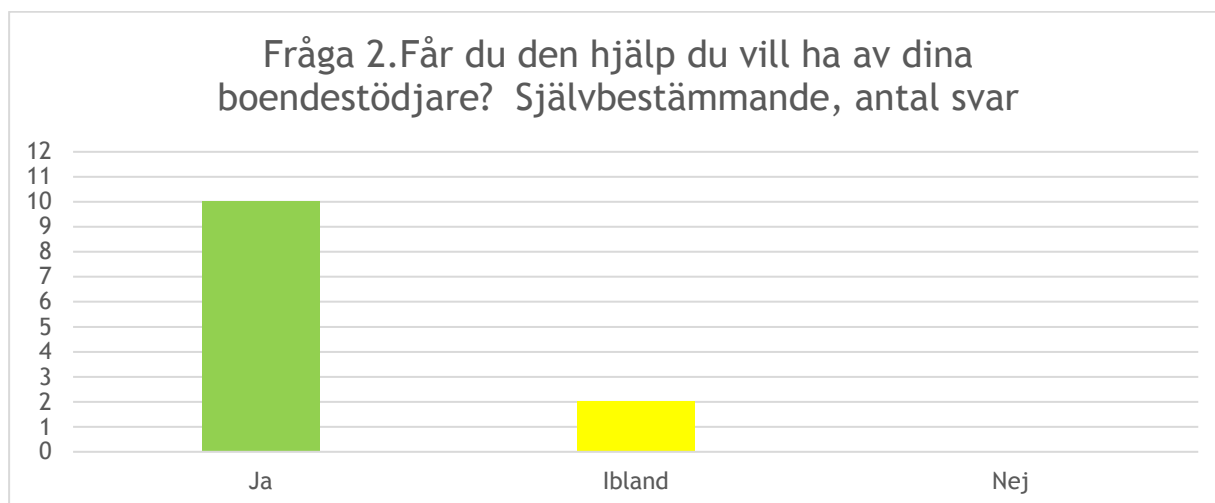 Fråga 2.Får du den hjälp du vill ha av dina
boendestödjare?  Självbestämmande, antal svar
12
11
10
9
8
7
6
5
4
3
2
1
0
Ja
Ibland
Nej